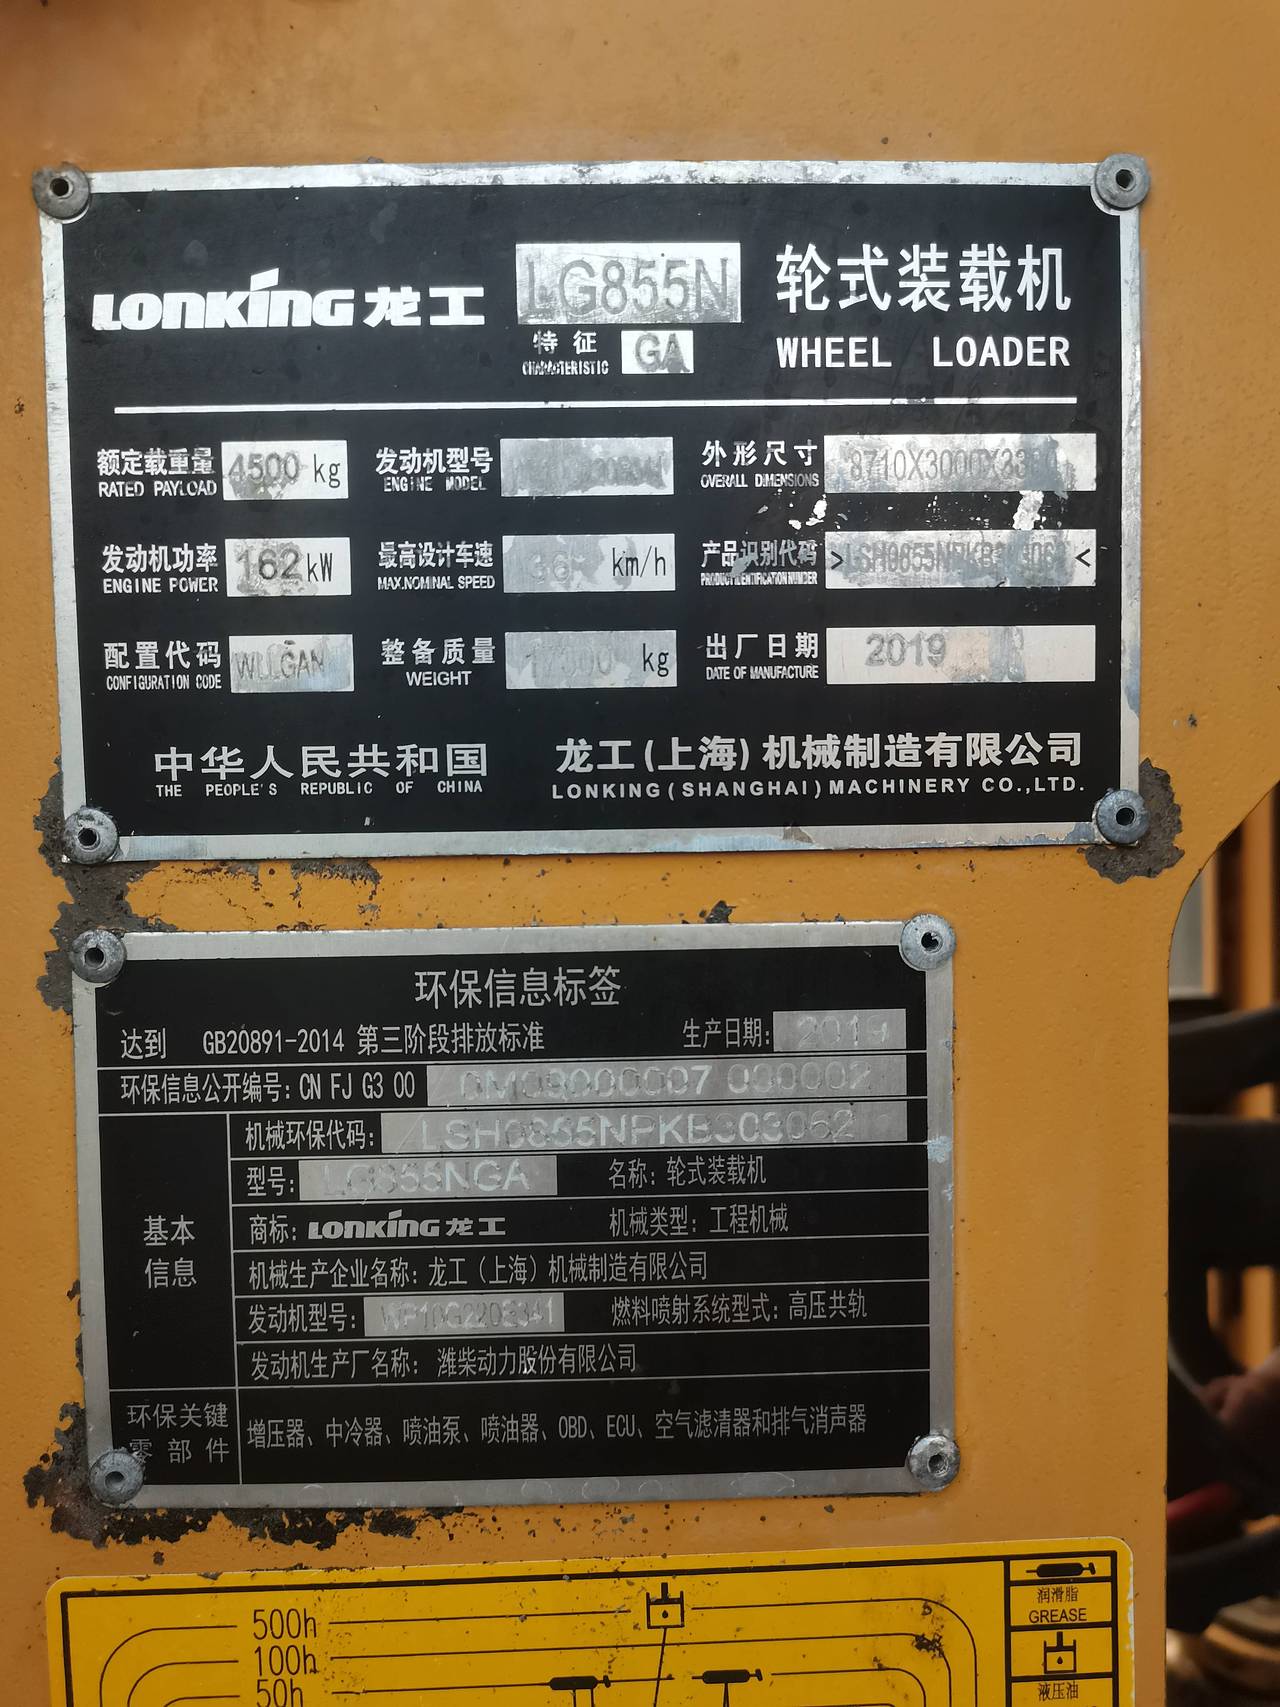 LONKING 龙工 LG855N 轮式装载机
特征 GA WHEEL LOADER
CHARACTERISTIC
额定载重量 4500 kg 发动机型号 外形尺寸
RATED PAYLOAD ENGINE MODEL OVERALL DIMENSIONS
发动机功率 162 kW 最高设计车速 km/h 产品识别代码 >LSH0855NPKB303062<
ENGINE POWER MAX.NOMINAL SPEED PRODUCT IDENTIFICATION NUMBER
配置代码 整备质量 kg 出厂日期 2019
CONFIGURATION CODE WEIGHT DATE OF MANUFACTURE
中华人民共和国 龙工(上海)机械制造有限公司
THE PEOPLE'S REPUBLIC OF CHINA LONKING (SHANGHAI) MACHINERY CO.,LTD.
环保信息标签
达到 GB20891-2014 第三阶段排放标准 生产日期: 2019
环保信息公开编号: CN FJ G3 00 0M09000007 030002
机械环保代码: LSH0855NPKB303062
型号: LG855NGA 名称: 轮式装载机
基本信息
商标: LONKING 龙工 机械类型: 工程机械
机械生产企业名称: 龙工（上海）机械制造有限公司
发动机型号: WP10G220E341 燃料喷射系统型式: 高压共轨
发动机生产厂名称: 潍柴动力股份有限公司
环保关键零部件
增压器、中冷器、喷油泵、喷油器、OBD、ECU、空气滤清器和排气消声器
500h
100h
50h
润滑脂
GREASE
液压油